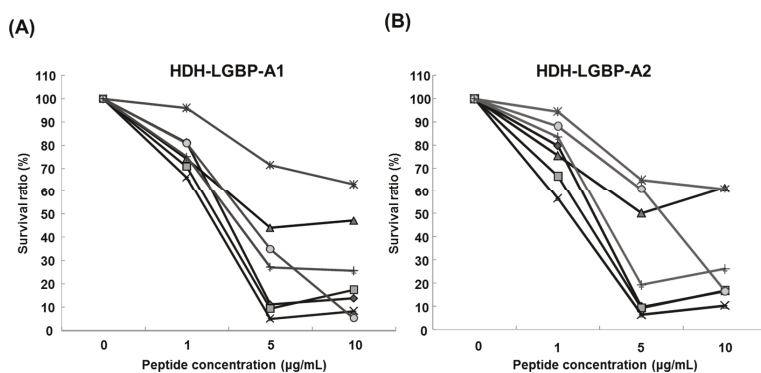 (A)
HDH-LGBP-A1
110
100
90
80
70
60
50
40
30
20
10
0
Survival ratio (%)
0 1 5 10
Peptide concentration (µg/mL)
(B)
HDH-LGBP-A2
110
100
90
80
70
60
50
40
30
20
10
0
Survival ratio (%)
0 1 5 10
Peptide concentration (µg/mL)